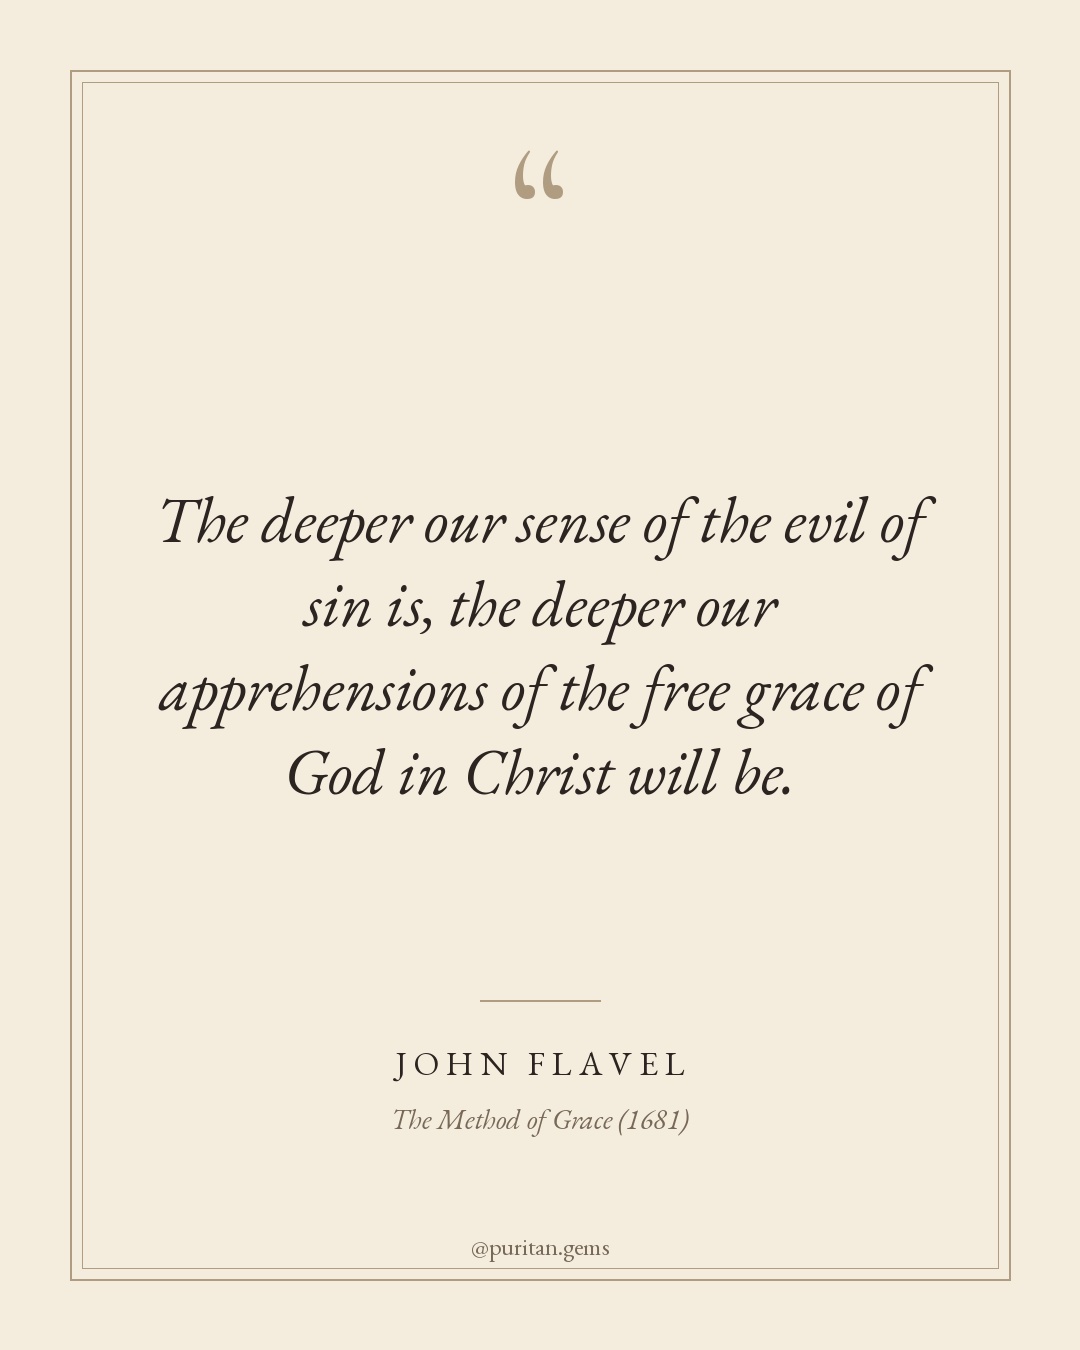 “
The deeper our sense of the evil of
sin is, the deeper our
apprehensions of the free grace of
God in Christ will be.
JOHN FLAVEL
The Method of Grace (1681)
@puritan.gems